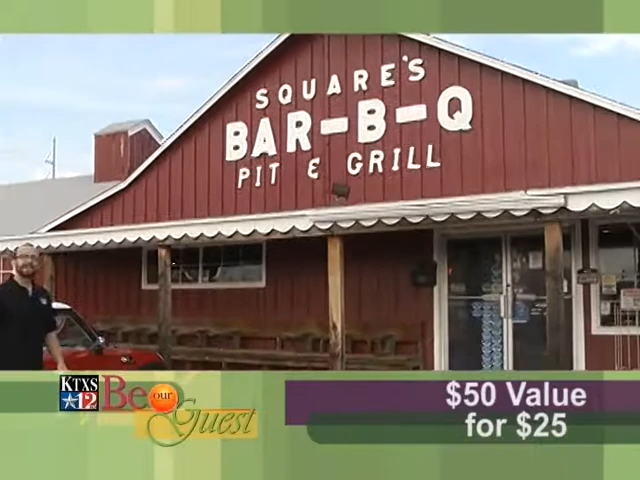 SQUARE'S
BAR-B-Q
PIT & GRILL
KTXS
12
Be our Guest
$50 Value
for $25